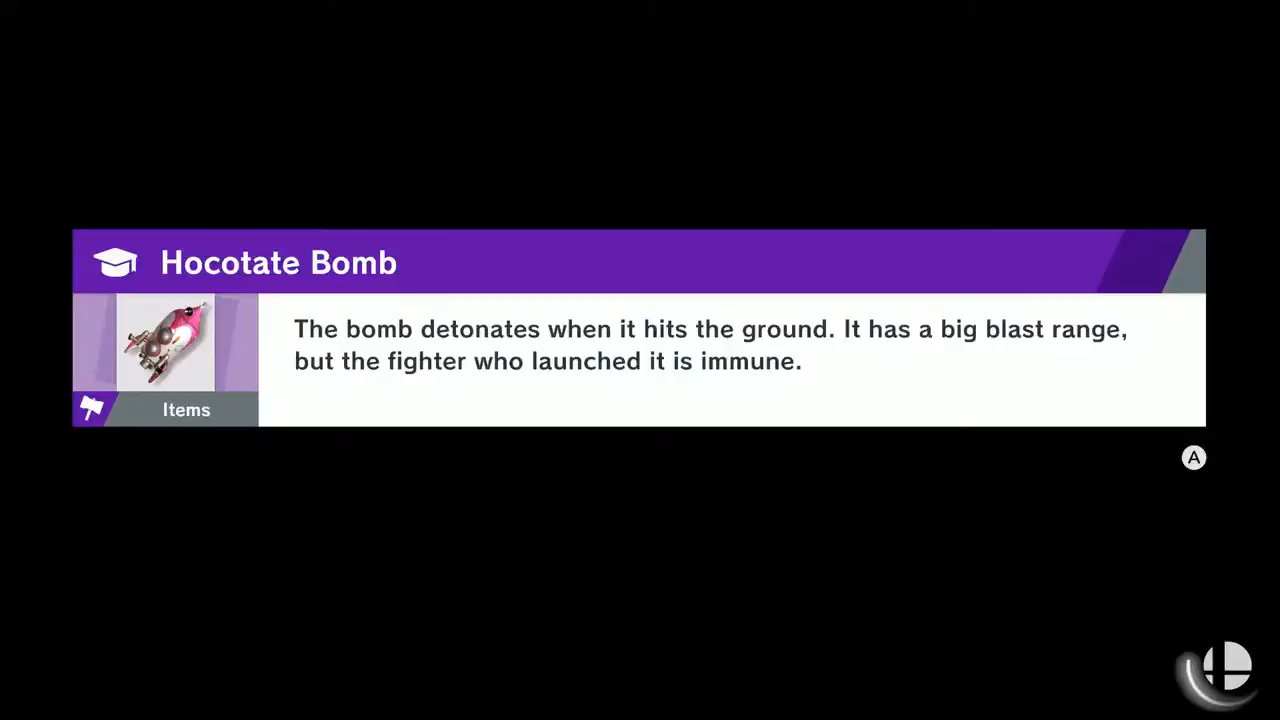 Hocotate Bomb
The bomb detonates when it hits the ground. It has a big blast range,
but the fighter who launched it is immune.
Items
A